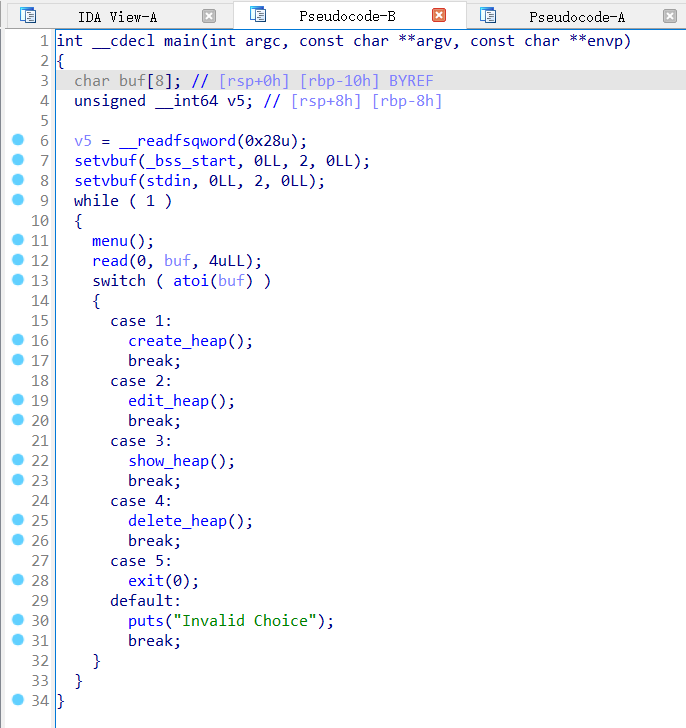 IDA View-A Pseudocode-B Pseudocode-A
1 int __cdecl main(int argc, const char **argv, const char **envp)
2 {
3 char buf[8]; // [rsp+0h] [rbp-10h] BYREF
4 unsigned __int64 v5; // [rsp+8h] [rbp-8h]
5
6 v5 = __readfsqword(0x28u);
7 setvbuf(_bss_start, 0LL, 2, 0LL);
8 setvbuf(stdin, 0LL, 2, 0LL);
9 while ( 1 )
10 {
11 menu();
12 read(0, buf, 4uLL);
13 switch ( atoi(buf) )
14 {
15 case 1:
16 create_heap();
17 break;
18 case 2:
19 edit_heap();
20 break;
21 case 3:
22 show_heap();
23 break;
24 case 4:
25 delete_heap();
26 break;
27 case 5:
28 exit(0);
29 default:
30 puts("Invalid Choice");
31 break;
32 }
33 }
34 }